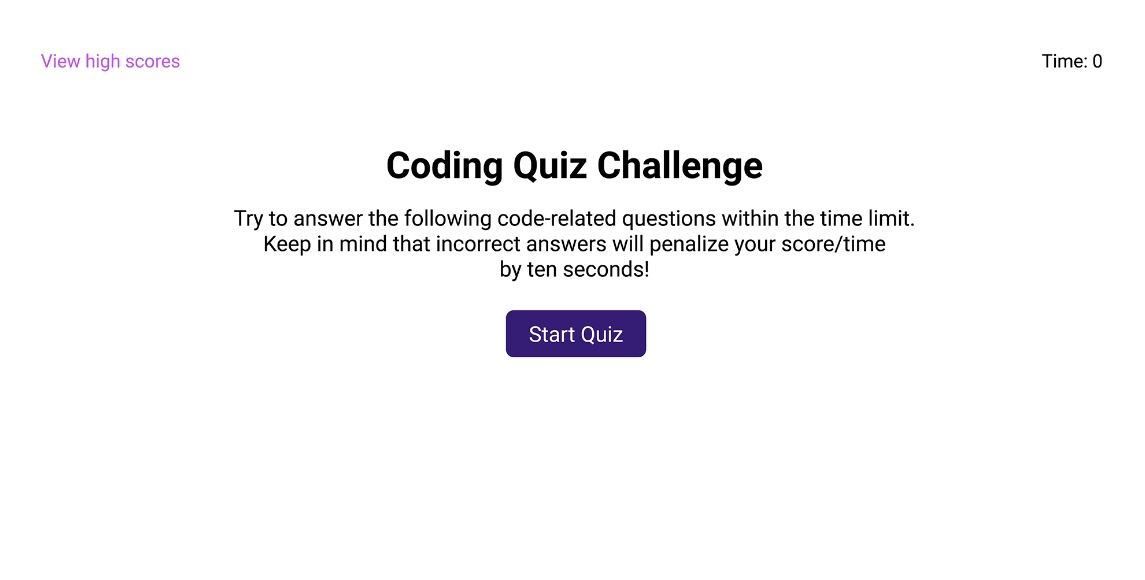 View high scores
Time: 0
Coding Quiz Challenge
Try to answer the following code-related questions within the time limit.
Keep in mind that incorrect answers will penalize your score/time
by ten seconds!
Start Quiz